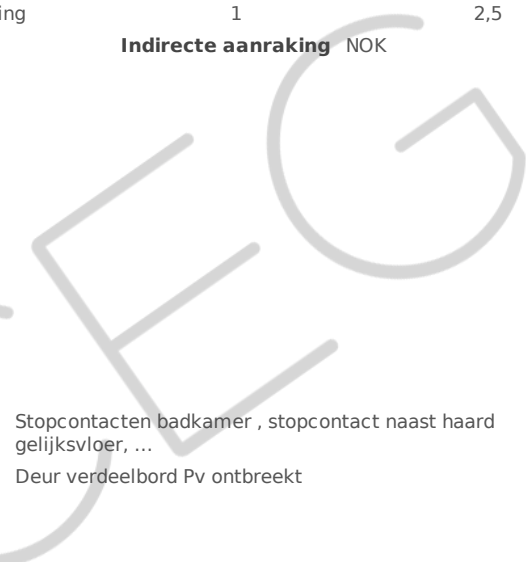 ing 1 2,5
Indirecte aanraking NOK
Stopcontacten badkamer , stopcontact naast haard
gelijksvloer, ...
Deur verdeelbord Pv ontbreekt